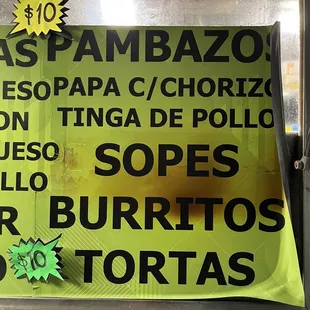 $10
PAMBAZOS
PAPA C/CHORIZO
TINGA DE POLLO
SOPES
BURRITOS
TORTAS
$10